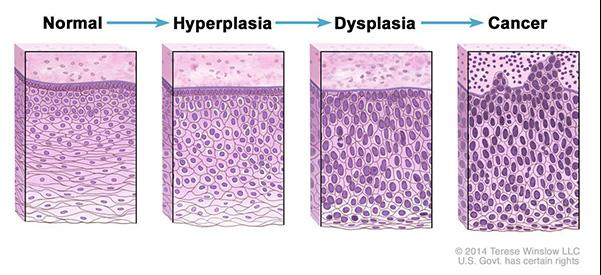 Normal Hyperplasia Dysplasia Cancer
© 2014 Terese Winslow LLC
U.S. Govt. has certain rights